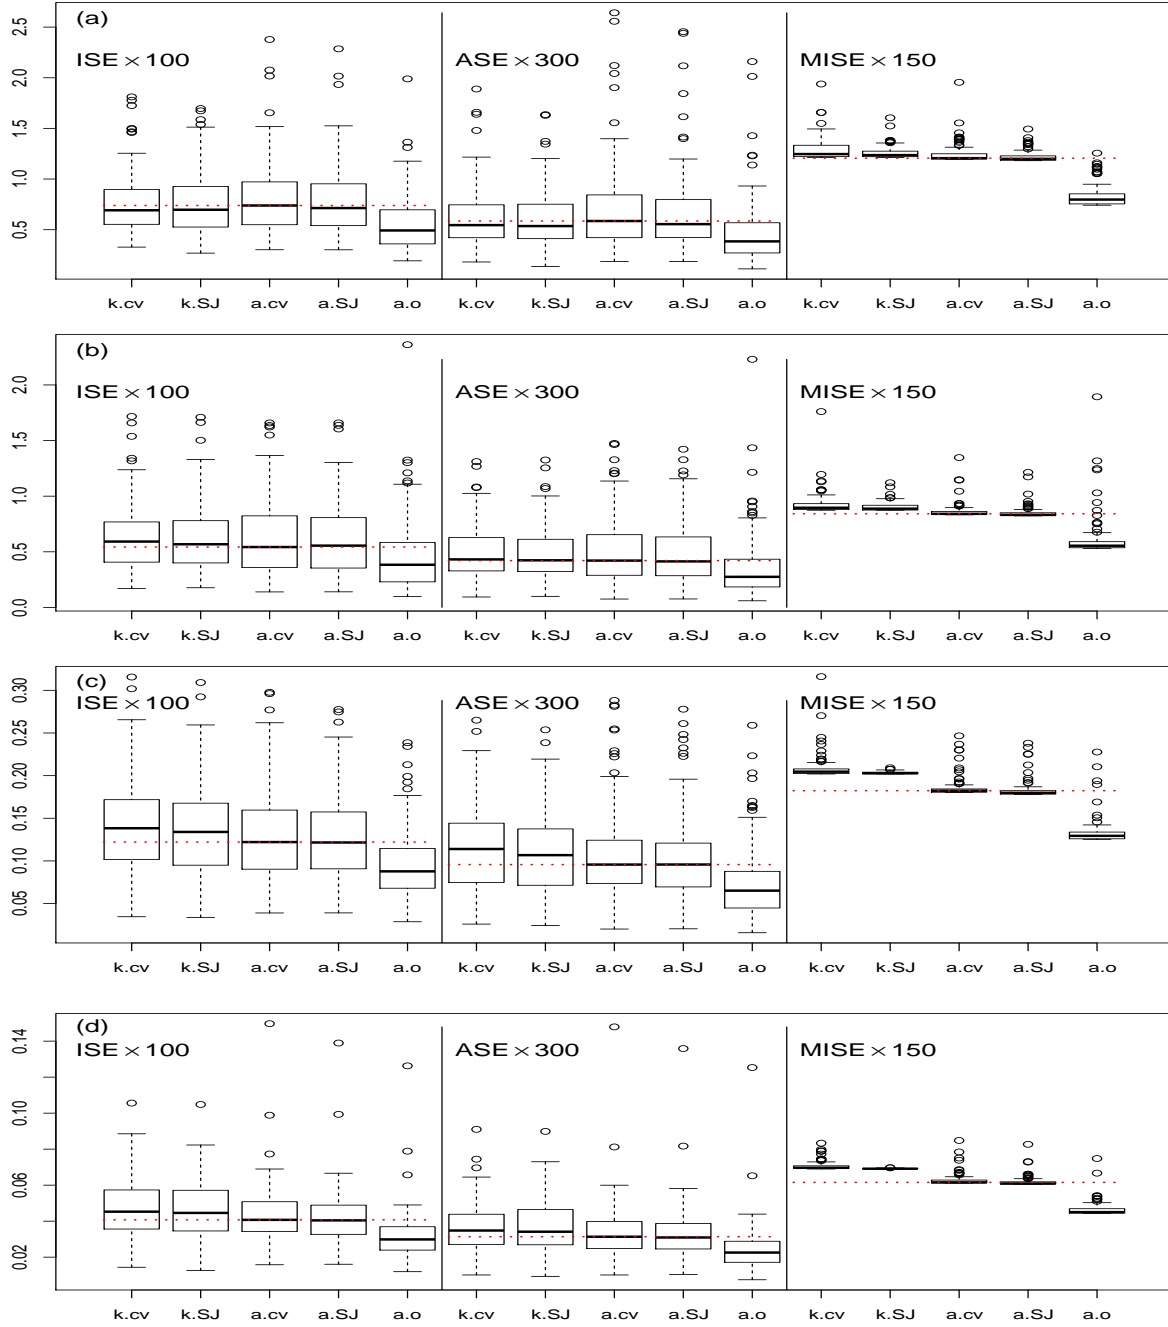 (a)
ISE × 100 ASE × 300 MISE × 150
0.5 1.0 1.5 2.0 2.5
k.cv k.SJ a.cv a.SJ a.o k.cv k.SJ a.cv a.SJ a.o k.cv k.SJ a.cv a.SJ a.o
(b)
ISE × 100 ASE × 300 MISE × 150
0.0 0.5 1.0 1.5 2.0
k.cv k.SJ a.cv a.SJ a.o k.cv k.SJ a.cv a.SJ a.o k.cv k.SJ a.cv a.SJ a.o
(c)
ISE × 100 ASE × 300 MISE × 150
0.05 0.10 0.15 0.20 0.30
k.cv k.SJ a.cv a.SJ a.o k.cv k.SJ a.cv a.SJ a.o k.cv k.SJ a.cv a.SJ a.o
(d)
ISE × 100 ASE × 300 MISE × 150
0.02 0.06 0.10 0.14
k.cv k.SJ a.cv a.SJ a.o k.cv k.SJ a.cv a.SJ a.o k.cv k.SJ a.cv a.SJ a.o